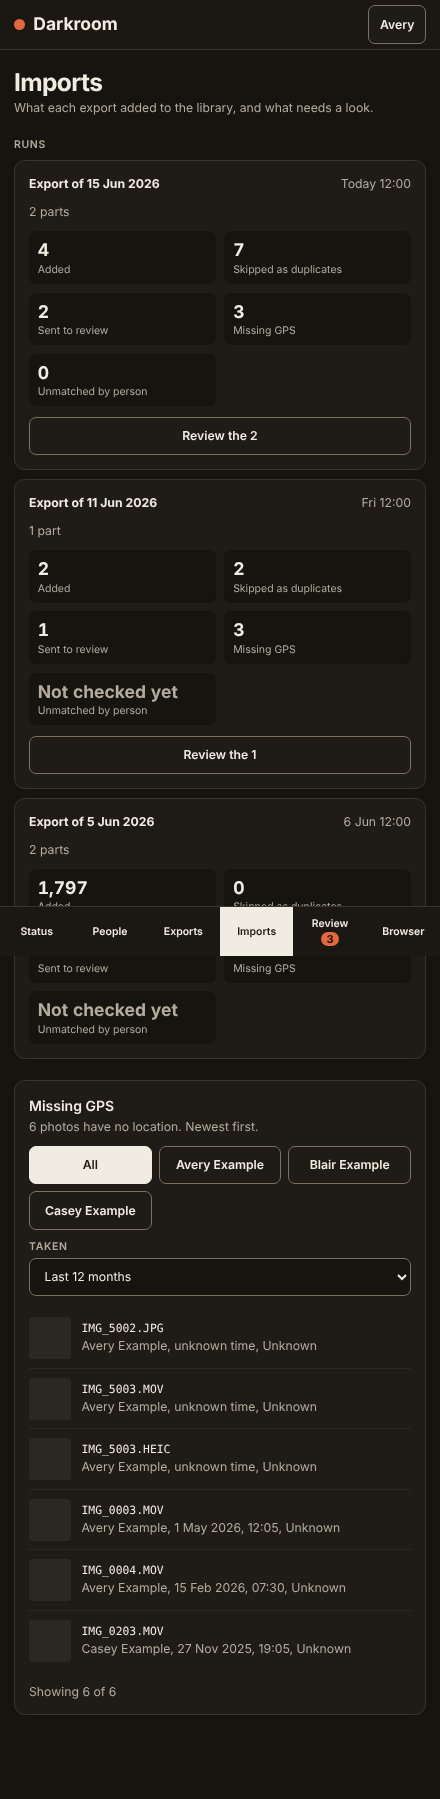 Darkroom
Avery
Imports
What each export added to the library, and what needs a look.
RUNS
Export of 15 Jun 2026
Today 12:00
2 parts
4
Added
7
Skipped as duplicates
2
Sent to review
3
Missing GPS
0
Unmatched by person
Review the 2
Export of 11 Jun 2026
Fri 12:00
1 part
2
Added
2
Skipped as duplicates
1
Sent to review
3
Missing GPS
Not checked yet
Unmatched by person
Review the 1
Export of 5 Jun 2026
6 Jun 12:00
2 parts
1,797
Added
0
Skipped as duplicates
Status
People
Exports
Imports
Review
3
Browser
Sent to review
Missing GPS
Not checked yet
Unmatched by person
Missing GPS
6 photos have no location. Newest first.
All
Avery Example
Blair Example
Casey Example
TAKEN
Last 12 months
IMG_5002.JPG
Avery Example, unknown time, Unknown
IMG_5003.MOV
Avery Example, unknown time, Unknown
IMG_5003.HEIC
Avery Example, unknown time, Unknown
IMG_0003.MOV
Avery Example, 1 May 2026, 12:05, Unknown
IMG_0004.MOV
Avery Example, 15 Feb 2026, 07:30, Unknown
IMG_0203.MOV
Casey Example, 27 Nov 2025, 19:05, Unknown
Showing 6 of 6